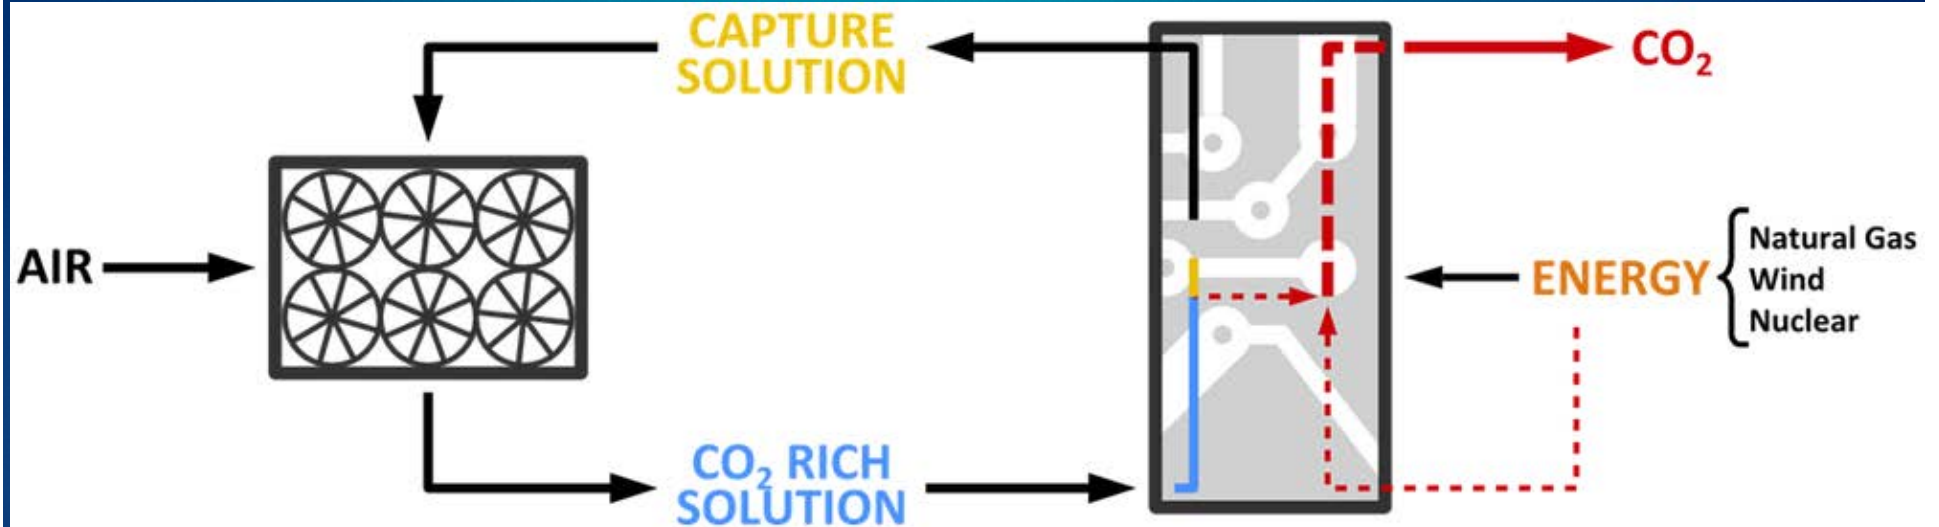 CAPTURE
SOLUTION
CO₂
AIR
ENERGY
Natural Gas
Wind
Nuclear
CO₂ RICH
SOLUTION